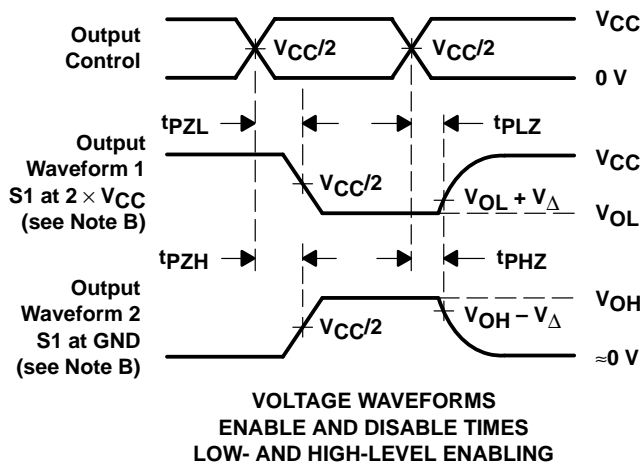 VCC
Output
Control
VCC/2
VCC/2
0 V
tPZL
tPLZ
Output
Waveform 1
S1 at 2 × VCC
(see Note B)
VCC
VCC/2
VOL + VΔ
VOL
tPZH
tPHZ
Output
Waveform 2
S1 at GND
(see Note B)
VOH
VCC/2
VOH − VΔ
≈0 V
VOLTAGE WAVEFORMS
ENABLE AND DISABLE TIMES
LOW- AND HIGH-LEVEL ENABLING